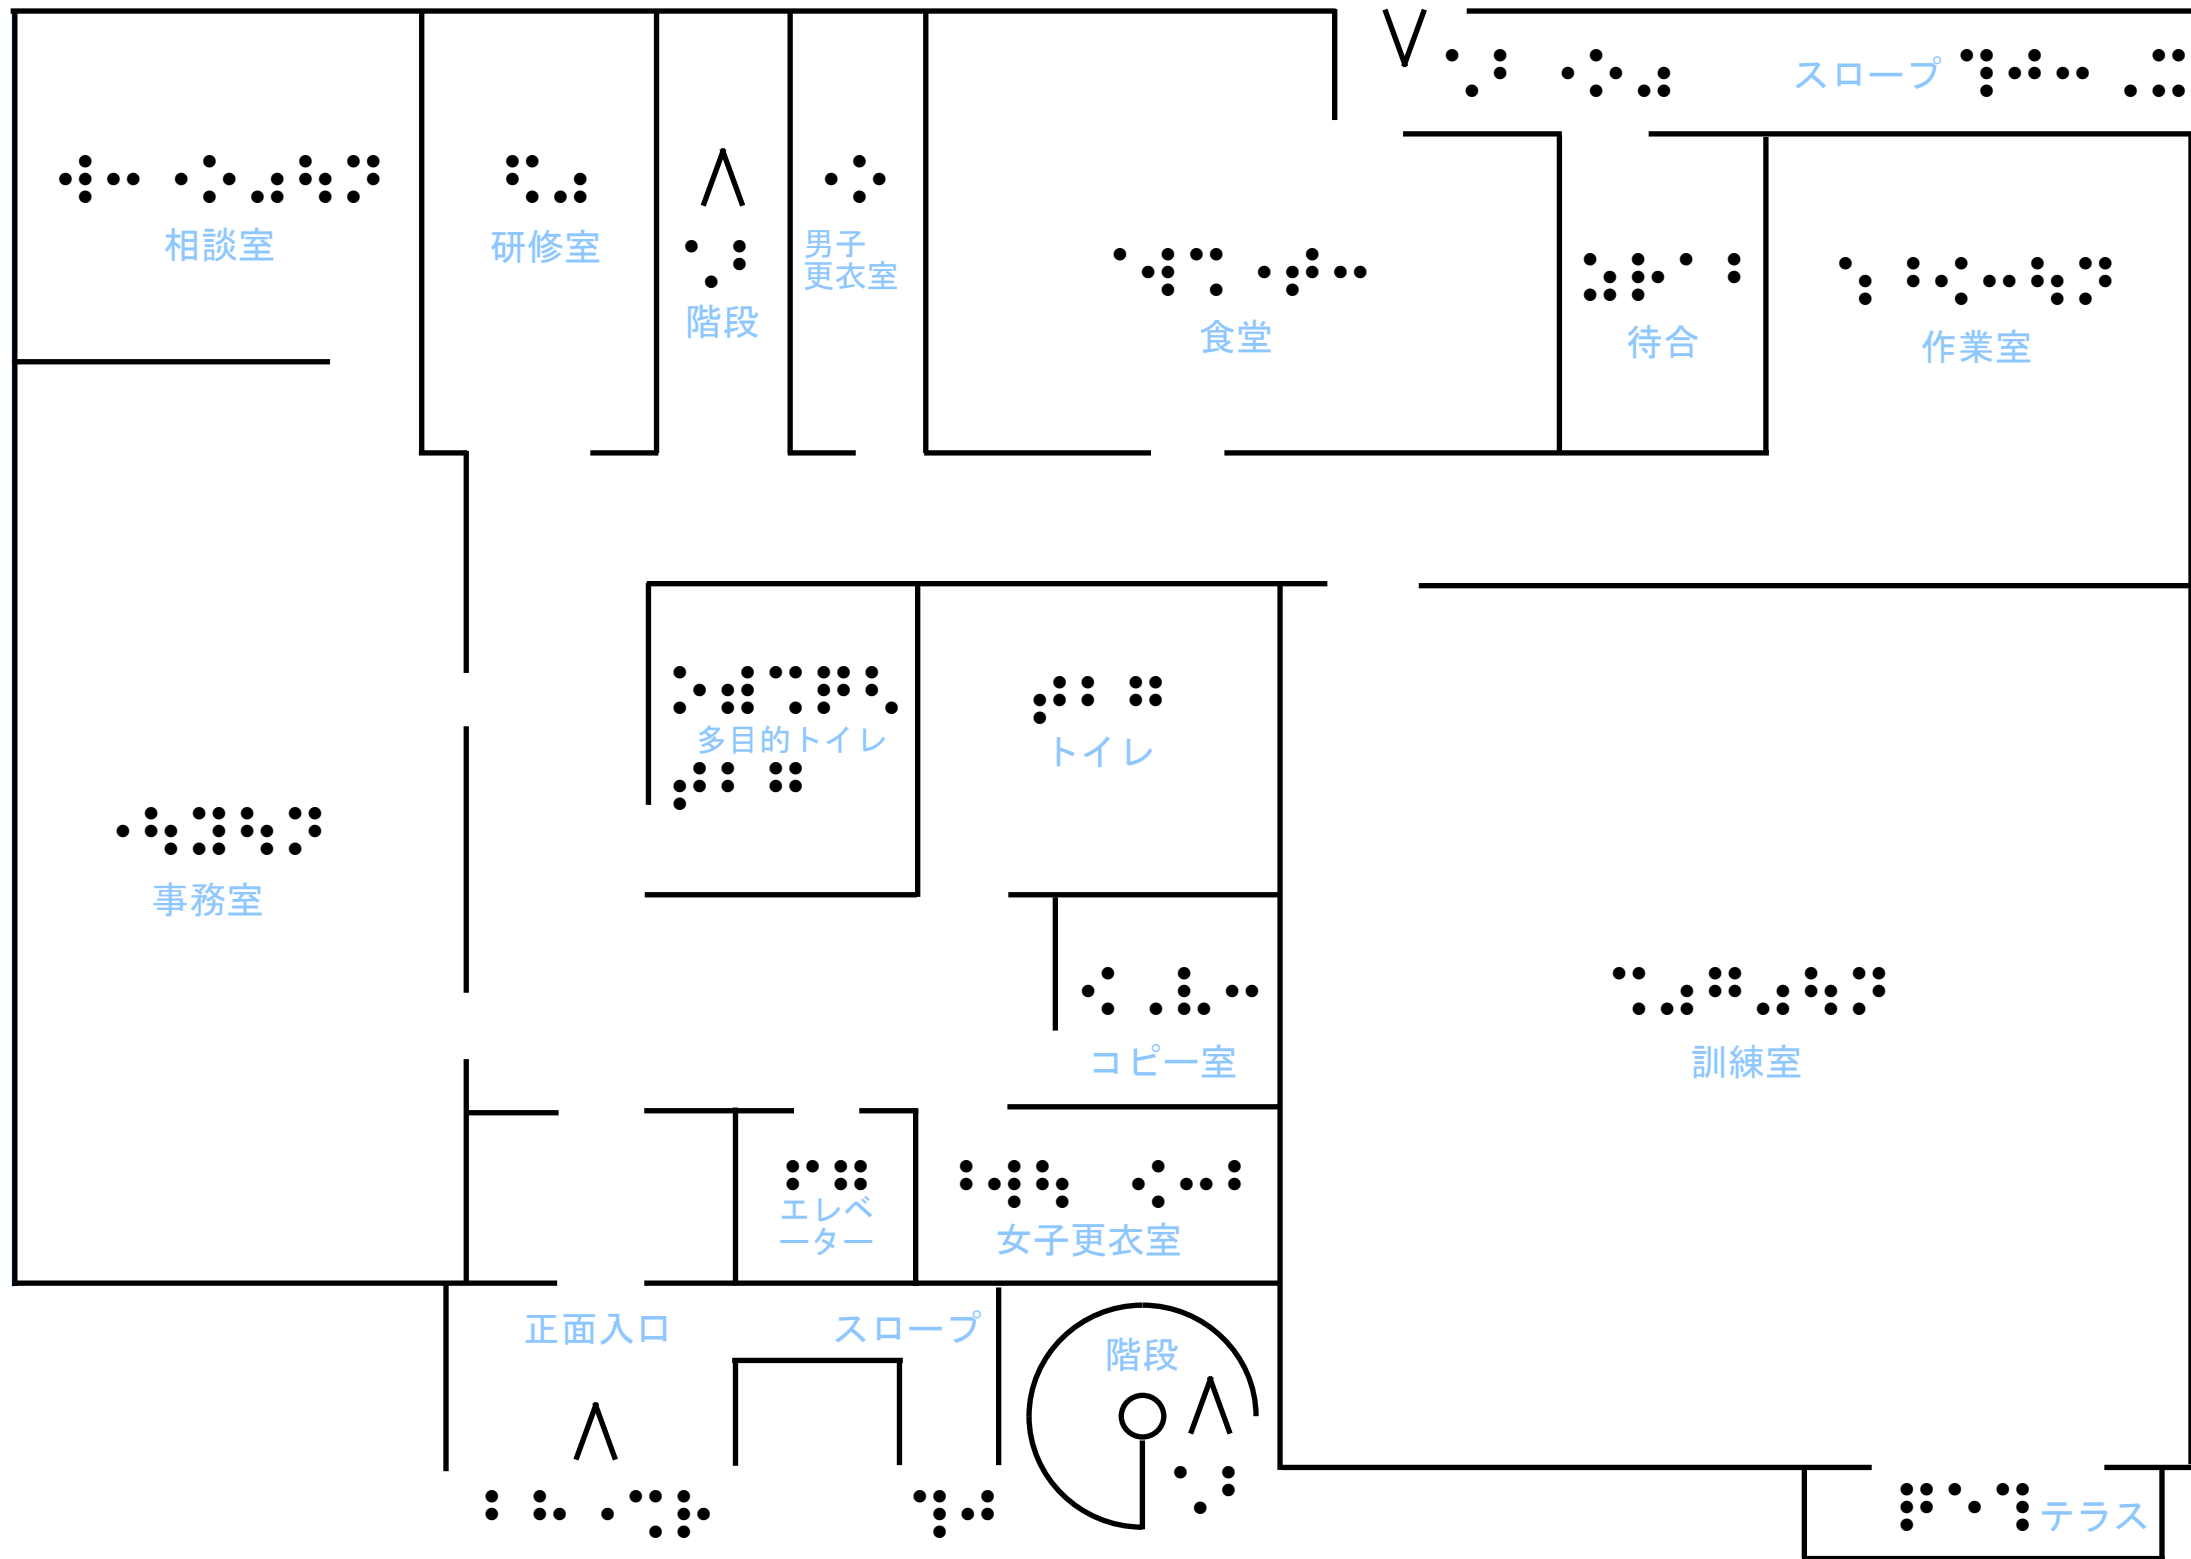 スロープ
相談室
研修室
階段
男子
更衣室
食堂
待合
作業室
多目的トイレ
トイレ
事務室
コピー室
訓練室
エレベ
ーター
女子更衣室
正面入口
スロープ
階段
テラス